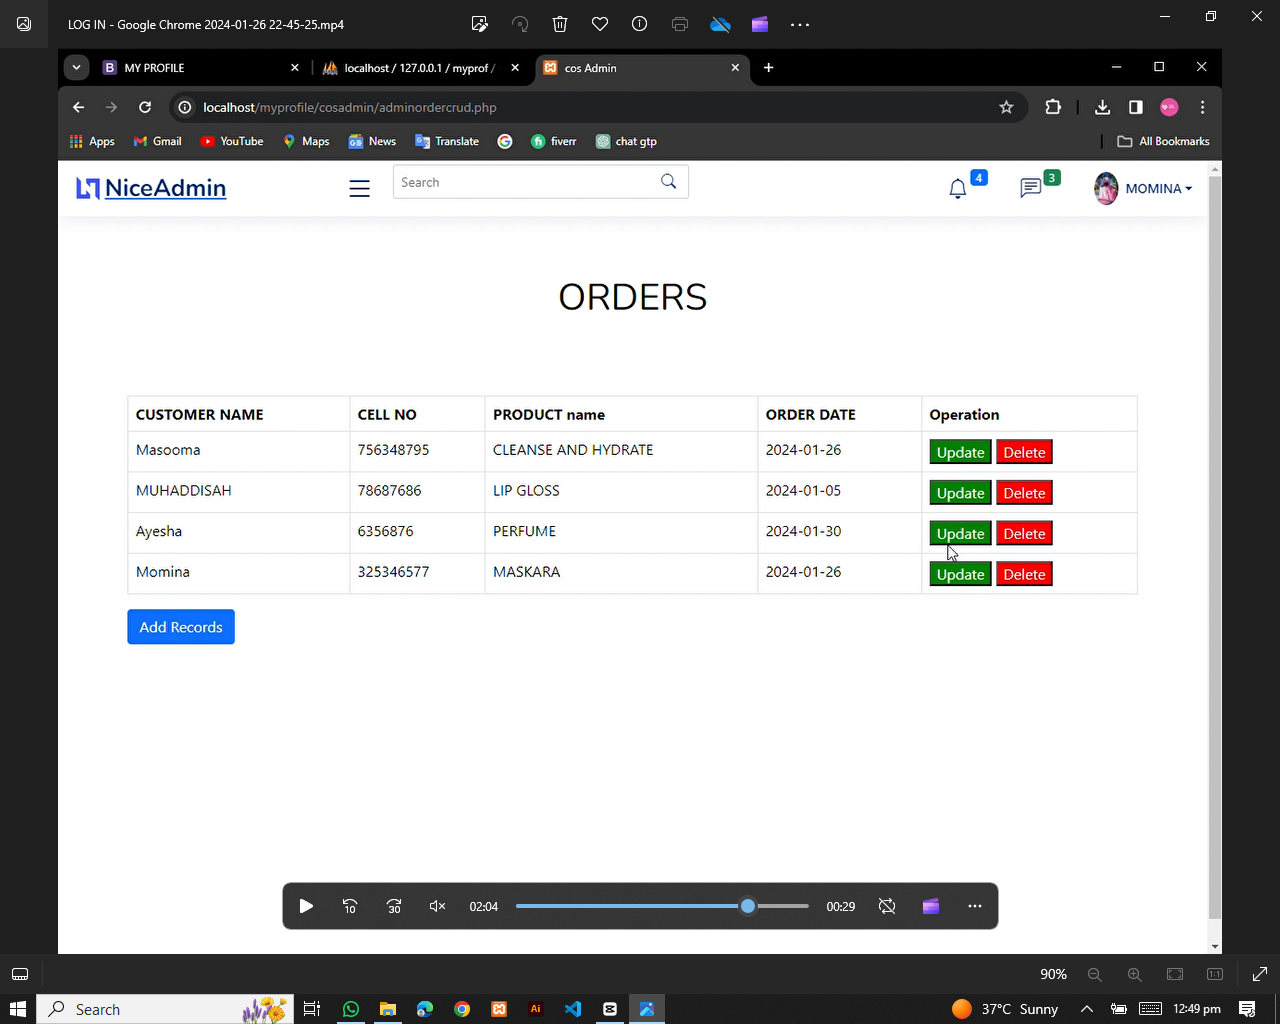 LOG IN - Google Chrome 2024-01-26 22-45-25.mp4
MY PROFILE
localhost / 127.0.0.1 / myprof /
cos Admin
localhost/myprofile/cosadmin/adminordercrud.php
Apps Gmail YouTube Maps News Translate fiverr chat gtp All Bookmarks
NiceAdmin Search 4 3 MOMINA
ORDERS
CUSTOMER NAME CELL NO PRODUCT name ORDER DATE Operation
Masooma 756348795 CLEANSE AND HYDRATE 2024-01-26 Update Delete
MUHADDISAH 78687686 LIP GLOSS 2024-01-05 Update Delete
Ayesha 6356876 PERFUME 2024-01-30 Update Delete
Momina 325346577 MASKARA 2024-01-26 Update Delete
Add Records
10 30 02:04 00:29
90% 1:1
Search Ai 37°C Sunny 12:49 pm